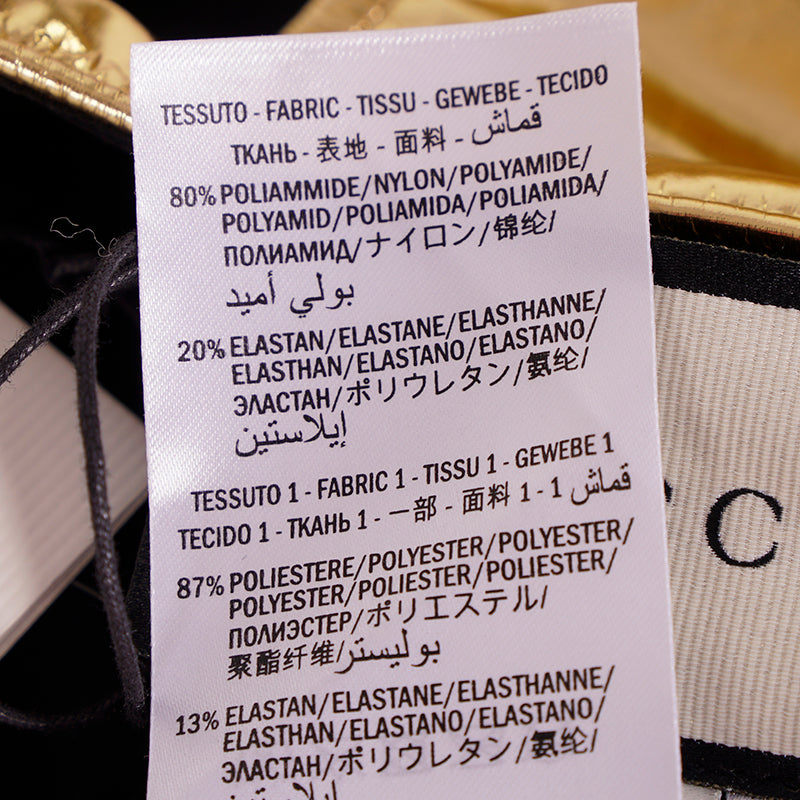 TESSUTO - FABRIC - TISSU - GEWEBE - TECIDO
ТКАНЬ - 表地 - 面料 - قماش
80% POLIAMMIDE/NYLON/POLYAMIDE/
POLYAMID/POLIAMIDA/POLIAMIDA/
ПОЛИАМИД/ナイロン/锦纶/
بولي أميد
20% ELASTAN/ELASTANE/ELASTHANNE/
ELASTHAN/ELASTANO/ELASTANO/
ЭЛАСТАН/ポリウレタン/氨纶/
إيلاستين
TESSUTO 1 - FABRIC 1 - TISSU 1 - GEWEBE 1
TECIDO 1 - ТКАНЬ 1 - 一部 - 面料 1 - 1 قماش
87% POLIESTERE/POLYESTER/POLYESTER/
POLYESTER/POLIESTER/POLIESTER/
ПОЛИЭСТЕР/ポリエステル/
聚酯纤维/بوليستر
13% ELASTAN/ELASTANE/ELASTHANNE/
ELASTHAN/ELASTANO/ELASTANO/
ЭЛАСТАН/ポリウレタン/氨纶/
إيلاستين
C